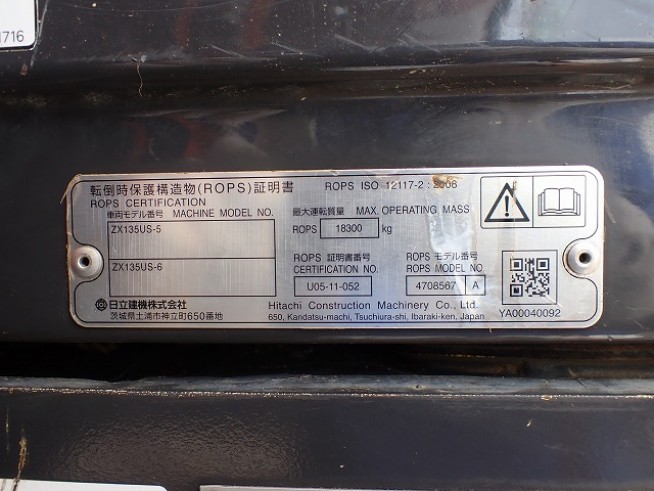 1716
転倒時保護構造物(ROPS)証明書 ROPS ISO 12117-2 : 2008
ROPS CERTIFICATION
車両モデル番号 MACHINE MODEL NO.
ZX135US-5
ZX135US-6
最大運転質量 MAX. OPERATING MASS
ROPS 18300 kg
ROPS 証明書番号
CERTIFICATION NO.
U05-11-052
ROPS モデル番号
ROPS MODEL NO.
4708567 A
日立建機株式会社
茨城県土浦市神立町650番地
Hitachi Construction Machinery Co., Ltd.
650, Kandatsu-machi, Tsuchiura-shi, Ibaraki-ken, Japan
YA00040092